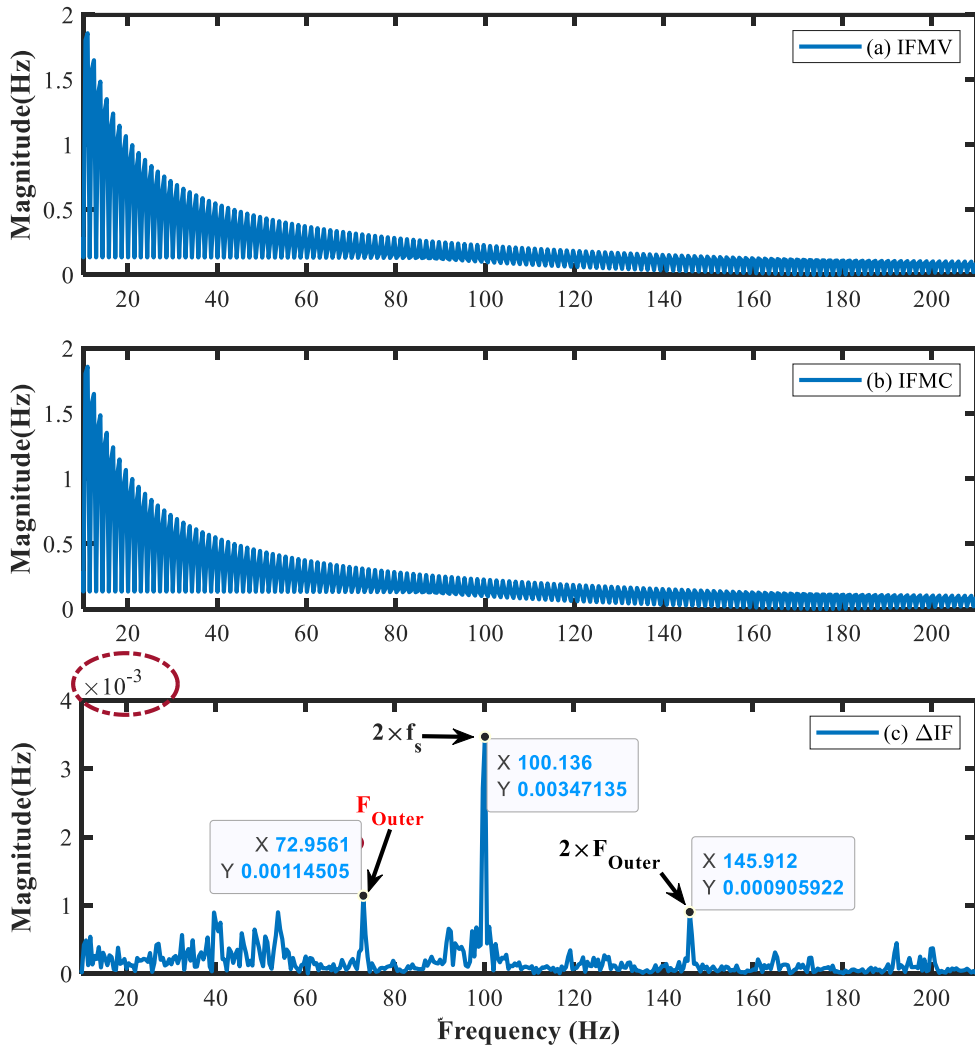 2
1.5
1
0.5
0
Magnitude(Hz)
(a) IFMV
20 40 60 80 100 120 140 160 180 200
2
1.5
1
0.5
0
Magnitude(Hz)
(b) IFMC
20 40 60 80 100 120 140 160 180 200
×10⁻³
4
3
2
1
0
Magnitude(Hz)
(c) ΔIF
2×f_s
X 100.136
Y 0.00347135
F_Outer
X 72.9561
Y 0.00114505
2×F_Outer
X 145.912
Y 0.000905922
20 40 60 80 100 120 140 160 180 200
Frequency (Hz)